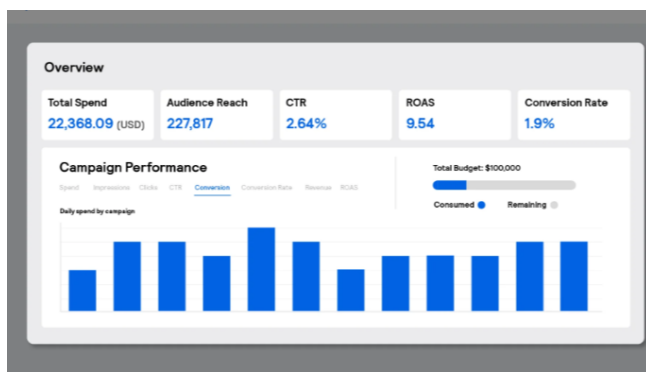 Overview
Total Spend
22,368.09 (USD)
Audience Reach
227,817
CTR
2.64%
ROAS
9.54
Conversion Rate
1.9%
Campaign Performance
Spend Impressions Clicks CTR Conversion Conversion Rate Revenue ROAS
Daily spend by campaign
Total Budget: $100,000
Consumed Remaining